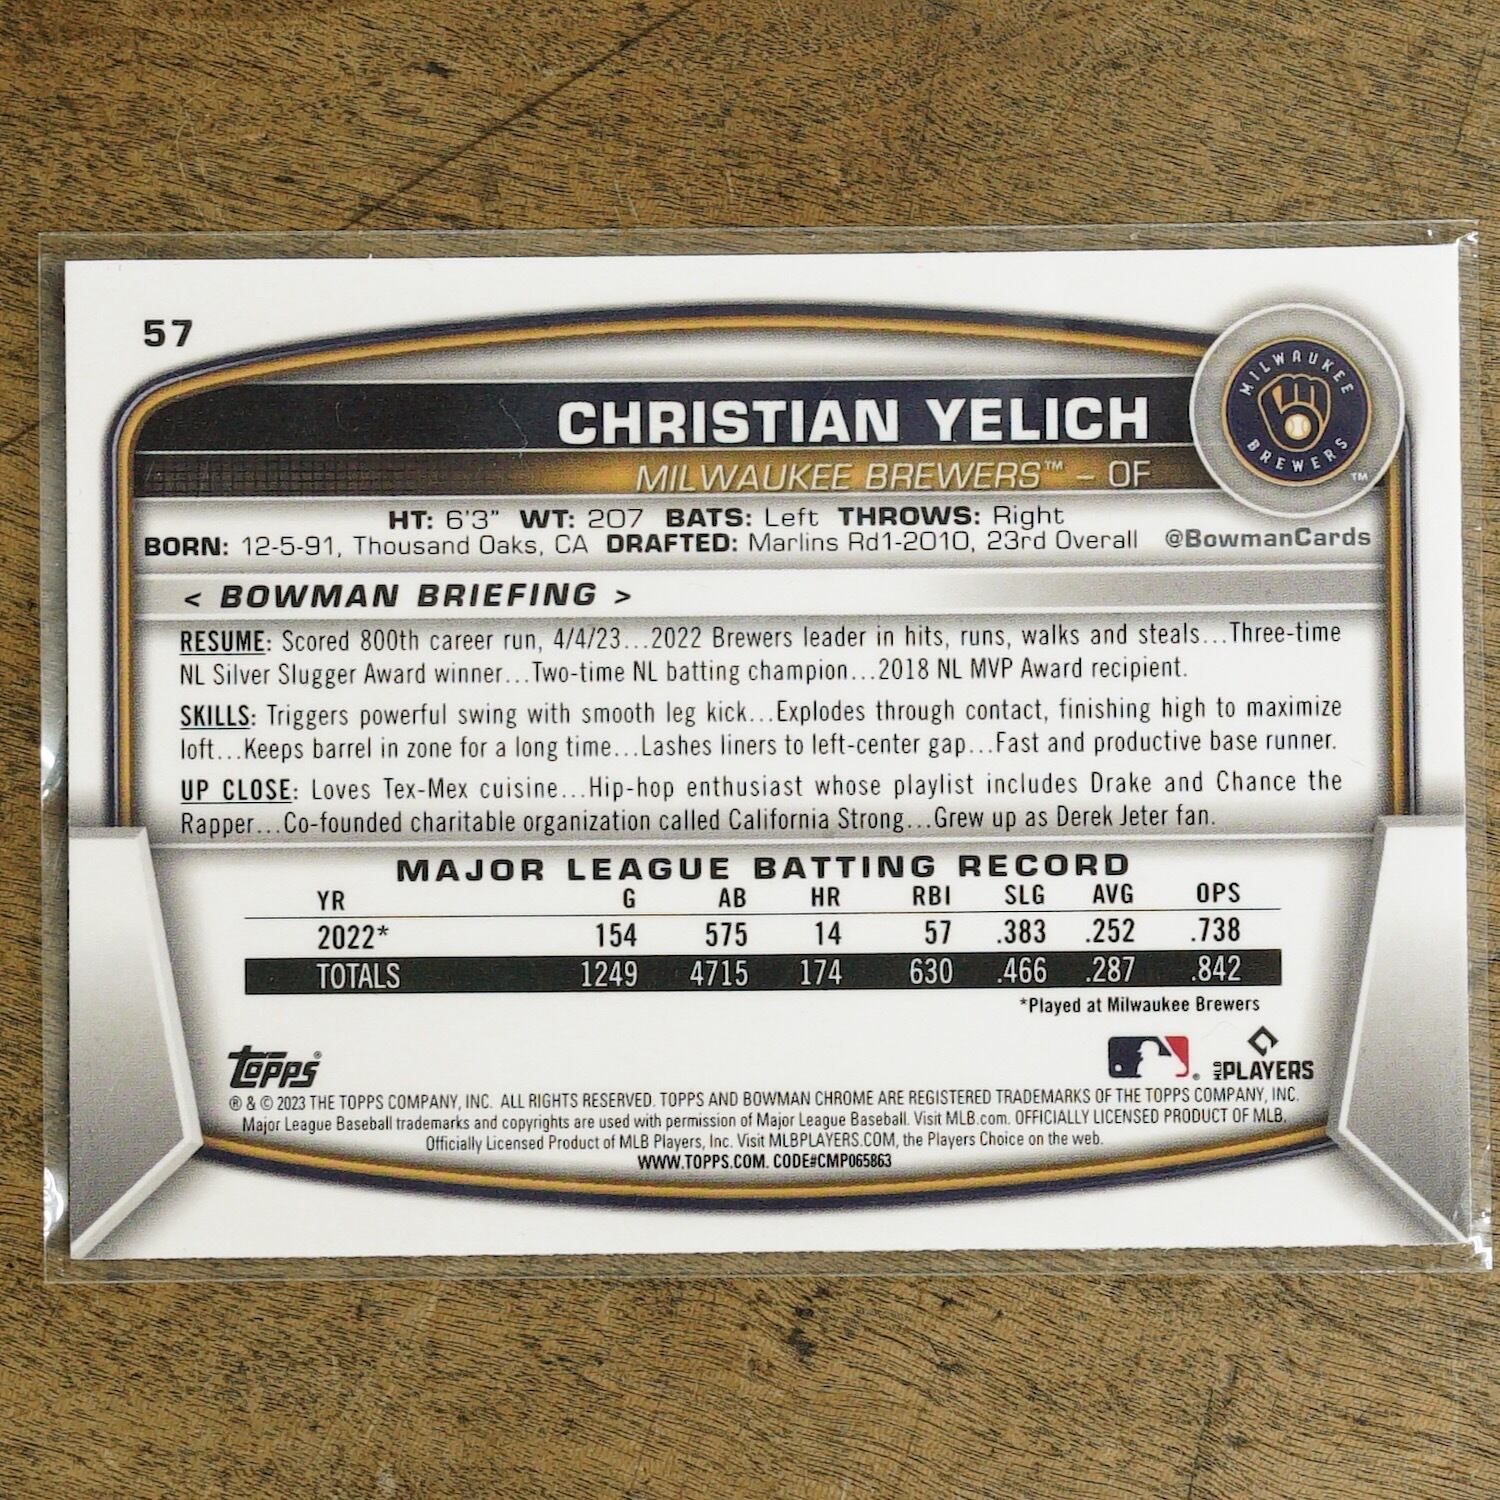 57
CHRISTIAN YELICH
MILWAUKEE BREWERS™ – OF
MILWAUKEE
BREWERS
™
HT: 6'3" WT: 207 BATS: Left THROWS: Right
BORN: 12-5-91, Thousand Oaks, CA DRAFTED: Marlins Rd1-2010, 23rd Overall @BowmanCards
< BOWMAN BRIEFING >
RESUME: Scored 800th career run, 4/4/23...2022 Brewers leader in hits, runs, walks and steals...Three-time
NL Silver Slugger Award winner...Two-time NL batting champion...2018 NL MVP Award recipient.
SKILLS: Triggers powerful swing with smooth leg kick...Explodes through contact, finishing high to maximize
loft...Keeps barrel in zone for a long time...Lashes liners to left-center gap...Fast and productive base runner.
UP CLOSE: Loves Tex-Mex cuisine...Hip-hop enthusiast whose playlist includes Drake and Chance the
Rapper...Co-founded charitable organization called California Strong...Grew up as Derek Jeter fan.
MAJOR LEAGUE BATTING RECORD
YR G AB HR RBI SLG AVG OPS
2022* 154 575 14 57 .383 .252 .738
TOTALS 1249 4715 174 630 .466 .287 .842
*Played at Milwaukee Brewers
Topps®
® MLB PLAYERS
® & © 2023 THE TOPPS COMPANY, INC. ALL RIGHTS RESERVED. TOPPS AND BOWMAN CHROME ARE REGISTERED TRADEMARKS OF THE TOPPS COMPANY, INC.
Major League Baseball trademarks and copyrights are used with permission of Major League Baseball. Visit MLB.com. OFFICIALLY LICENSED PRODUCT OF MLB.
Officially Licensed Product of MLB Players, Inc. Visit MLBPLAYERS.COM, the Players Choice on the web.
WWW.TOPPS.COM. CODE#CMP065863